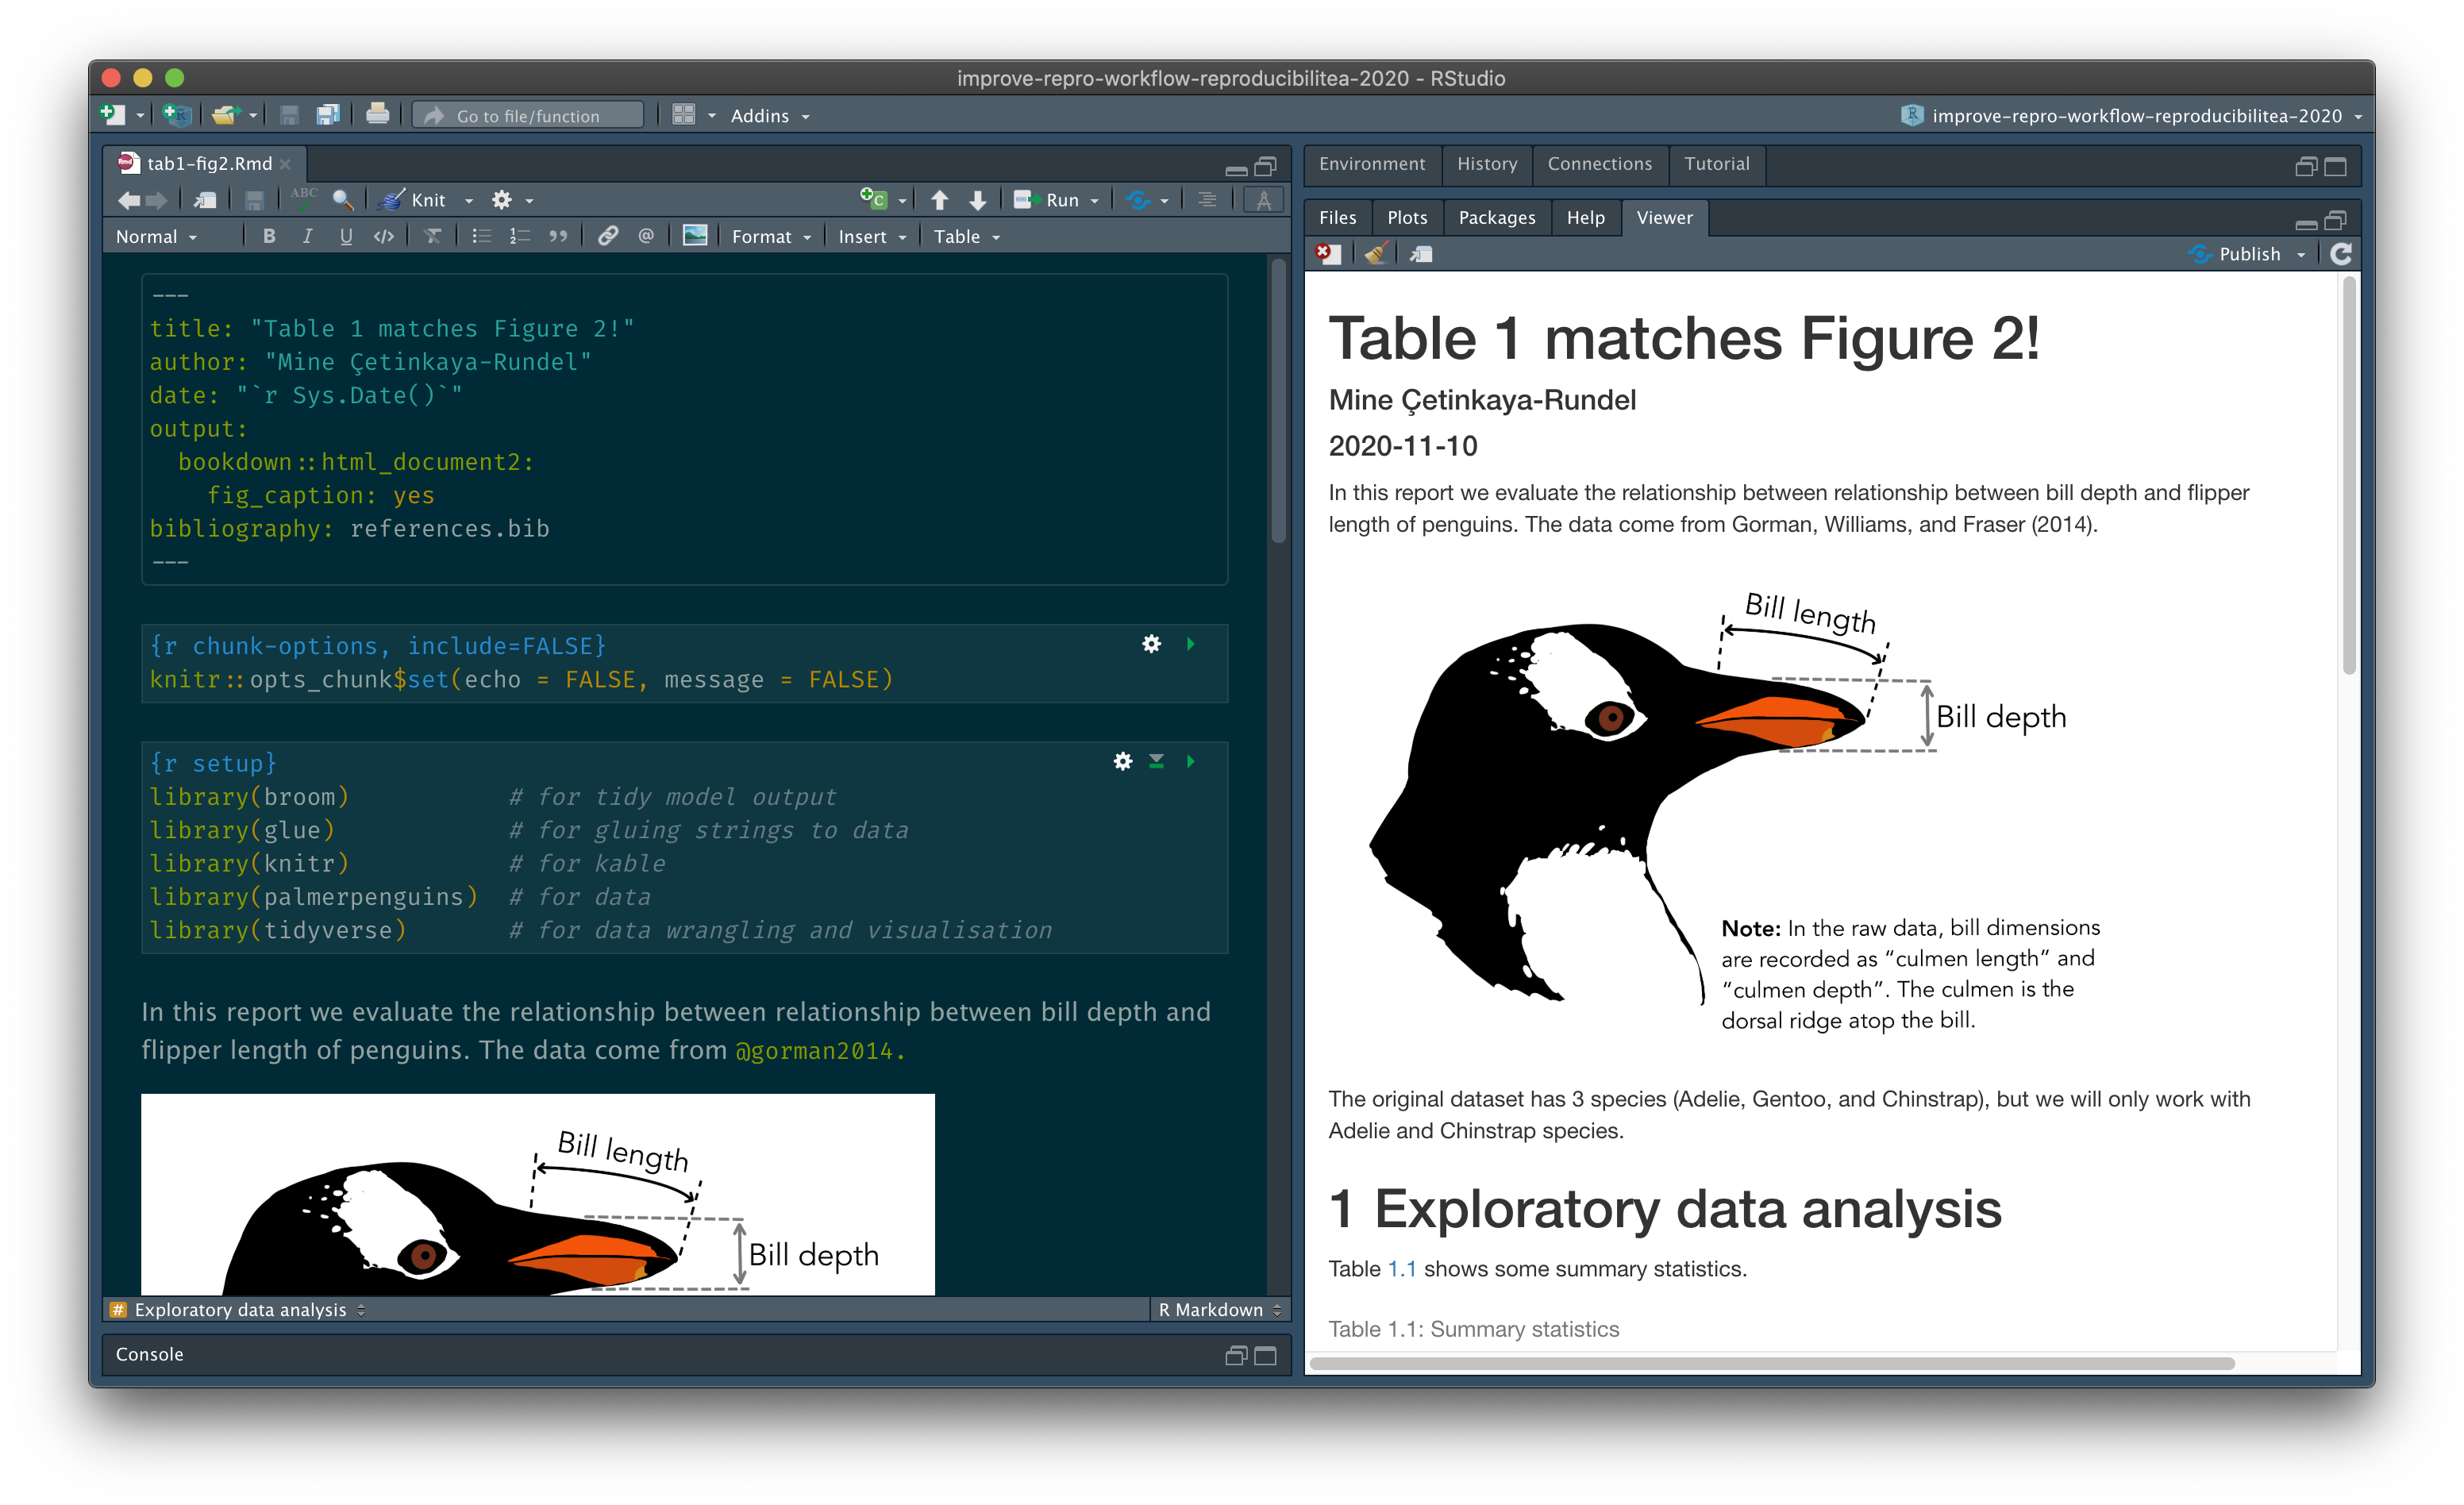 improve-repro-workflow-reproducibilitea-2020 - RStudio
Go to file/function
Addins
improve-repro-workflow-reproducibilitea-2020
tab1-fig2.Rmd
ABC
Knit
Run
Normal
B I U </>
Format
Insert
Table
---
title: "Table 1 matches Figure 2!"
author: "Mine Çetinkaya-Rundel"
date: "`r Sys.Date()`"
output:
  bookdown::html_document2:
    fig_caption: yes
bibliography: references.bib
---
{r chunk-options, include=FALSE}
knitr::opts_chunk$set(echo = FALSE, message = FALSE)
{r setup}
library(broom)           # for tidy model output
library(glue)            # for gluing strings to data
library(knitr)           # for kable
library(palmerpenguins)  # for data
library(tidyverse)       # for data wrangling and visualisation
In this report we evaluate the relationship between relationship between bill depth and
flipper length of penguins. The data come from @gorman2014.
Bill length
Bill depth
# Exploratory data analysis
R Markdown
Console
Environment History Connections Tutorial
Files Plots Packages Help Viewer
Publish
Table 1 matches Figure 2!
Mine Çetinkaya-Rundel
2020-11-10
In this report we evaluate the relationship between relationship between bill depth and flipper
length of penguins. The data come from Gorman, Williams, and Fraser (2014).
Bill length
Bill depth
Note: In the raw data, bill dimensions
are recorded as “culmen length” and
“culmen depth”. The culmen is the
dorsal ridge atop the bill.
The original dataset has 3 species (Adelie, Gentoo, and Chinstrap), but we will only work with
Adelie and Chinstrap species.
1 Exploratory data analysis
Table 1.1 shows some summary statistics.
Table 1.1: Summary statistics